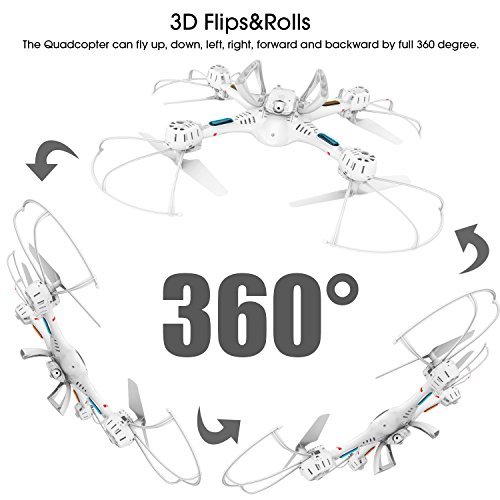 3D Flips&Rolls
The Quadcopter can fly up, down, left, right, forward and backward by full 360 degree.
360°